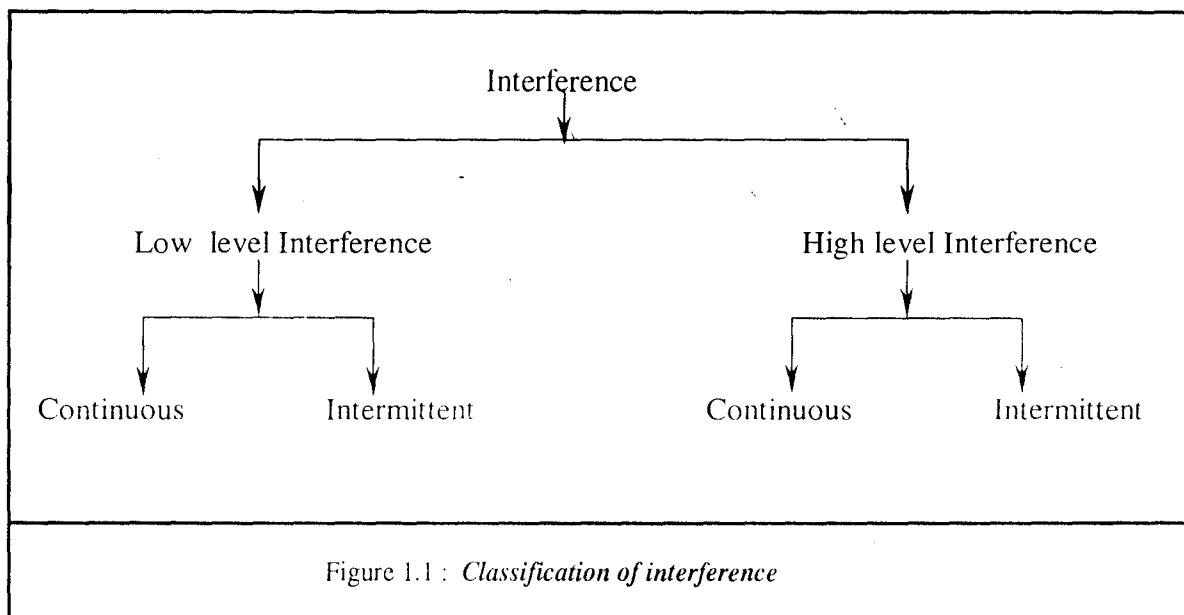 Interference
Low level Interference High level Interference
Continuous Intermittent Continuous Intermittent
Figure 1.1 : Classification of interference